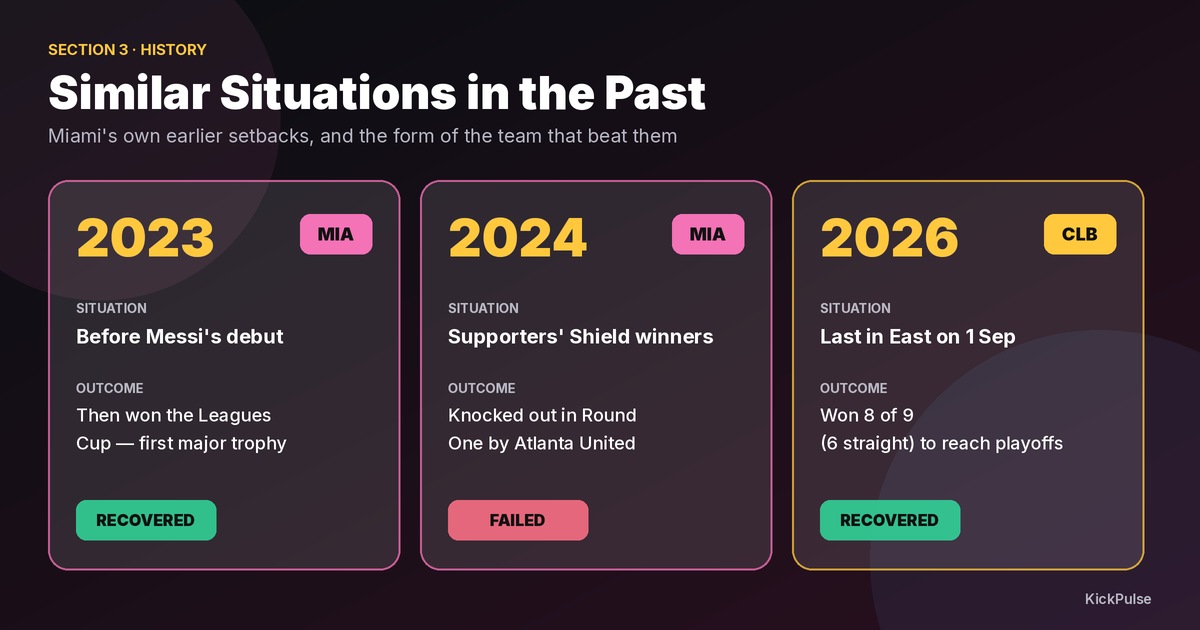 SECTION 3 · HISTORY
Similar Situations in the Past
Miami's own earlier setbacks, and the form of the team that beat them
2023
MIA
SITUATION
Before Messi's debut
OUTCOME
Then won the Leagues
Cup — first major trophy
RECOVERED
2024
MIA
SITUATION
Supporters' Shield winners
OUTCOME
Knocked out in Round
One by Atlanta United
FAILED
2026
CLB
SITUATION
Last in East on 1 Sep
OUTCOME
Won 8 of 9
(6 straight) to reach playoffs
RECOVERED
KickPulse